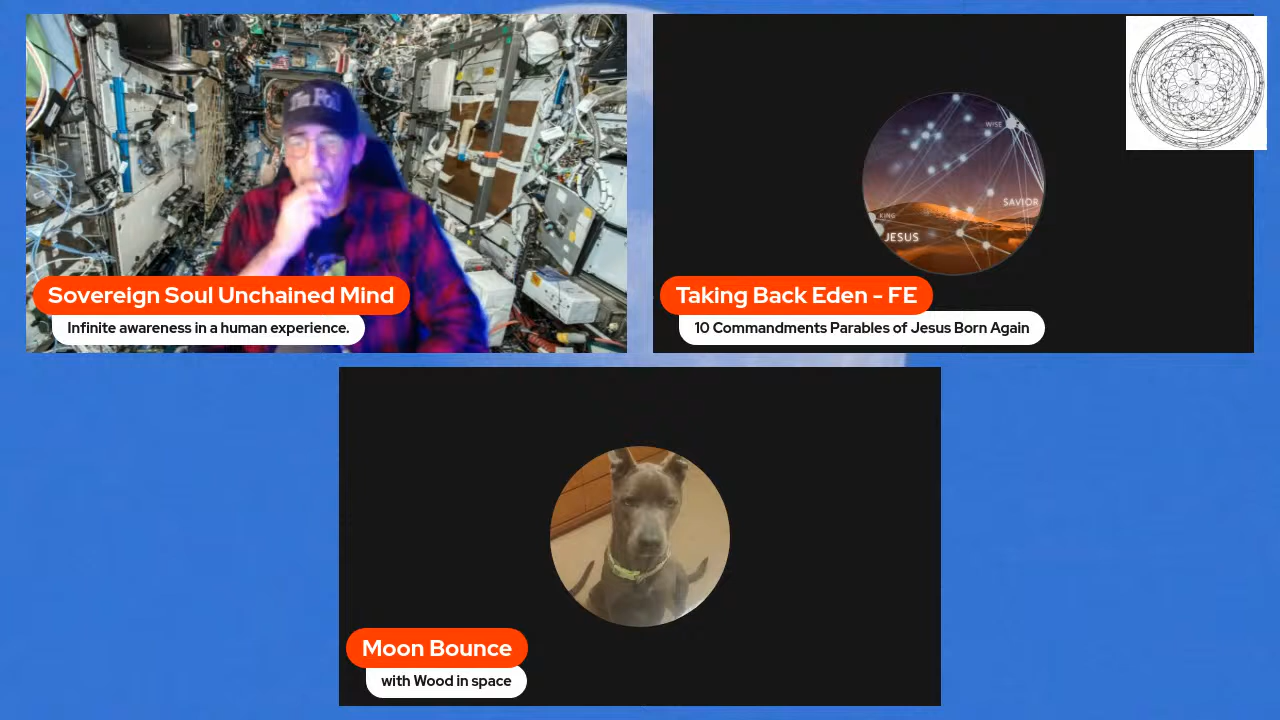 Sovereign Soul Unchained Mind
Infinite awareness in a human experience.
WISE
SAVIOR
KING
JESUS
Taking Back Eden - FE
10 Commandments Parables of Jesus Born Again
Moon Bounce
with Wood in space